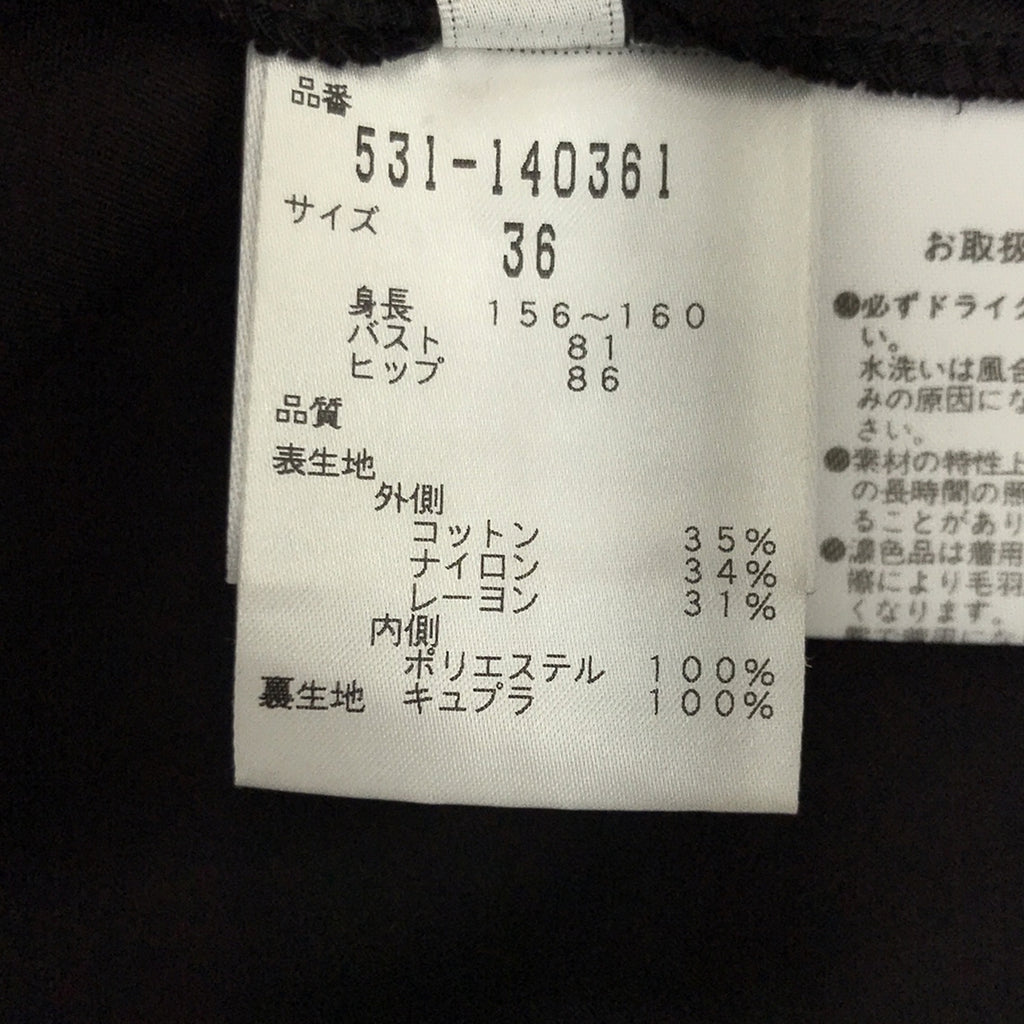 品番
531-140361
サイズ
36
身長 156～160
バスト 81
ヒップ 86
品質
表生地
外側
コットン 35%
ナイロン 34%
レーヨン 31%
内側
ポリエステル 100%
裏生地 キュプラ 100%
お取扱
●必ずドライク
い。
水洗いは風合
みの原因にな
さい。
●素材の特性上
の長時間の照
ることがあり
●濃色品は着用
擦により毛羽
くなります。